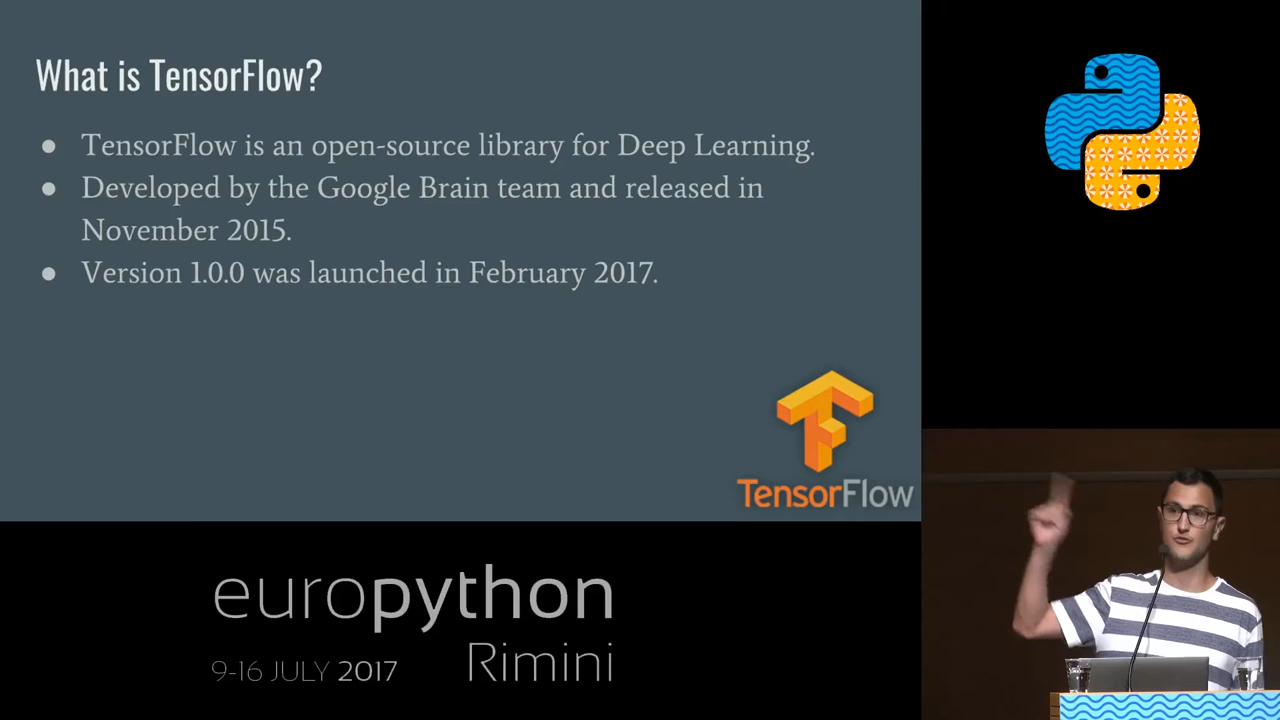 What is TensorFlow?
● TensorFlow is an open-source library for Deep Learning.
● Developed by the Google Brain team and released in
November 2015.
● Version 1.0.0 was launched in February 2017.
TensorFlow
europython
9-16 JULY 2017 Rimini